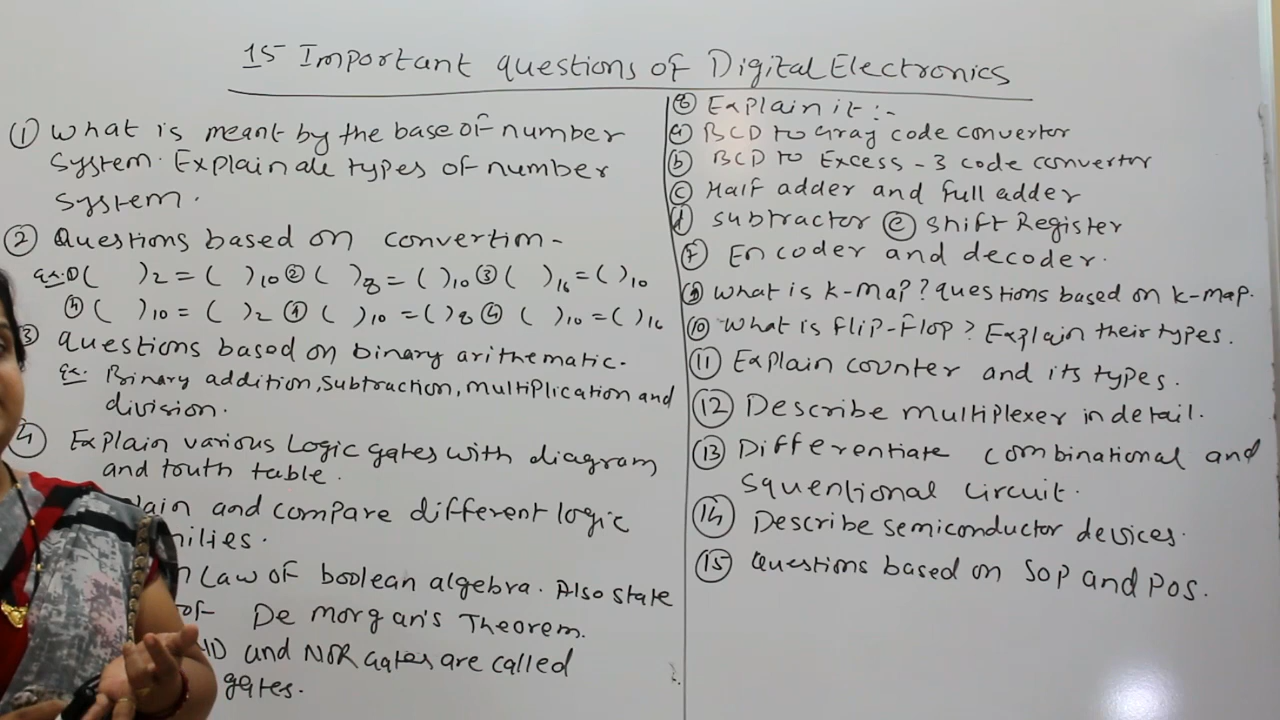 15 Important questions of Digital Electronics
① What is meant by the base of number
system. Explain all types of number
system.
② Questions based on convertion -
ex. ① ( )2 = ( )10 ② ( )8 = ( )10 ③ ( )16 = ( )10
④ ( )10 = ( )2 ( )10 = ( )8 ( )10 = ( )16
3 Questions based on binary arithematic.
ex. Binary addition, subtraction, multiplication and
division.
4 Explain various Logic gates with diagram
and touth table.
lain and compare different logic
milies.
n Law of boolean algebra. Also state
of De morgan's Theorem.
ND and NOR Gates are called
gates.
⑧ Explain it :-
ⓐ BCD to Gray code convertor
ⓑ BCD to Excess - 3 code convertor
ⓒ Half adder and full adder
ⓓ subtractor ⓔ shift Register
ⓕ Encoder and decoder.
⑨ What is k-map? questions based on k-map.
⑩ What is flip-flop? Explain their types.
⑪ Explain counter and its types.
⑫ Describe multiplexer in detail.
⑬ Differentiate combinational and
squentional circuit.
⑭ Describe semiconductor devices.
⑮ Questions based on SOP and POS.